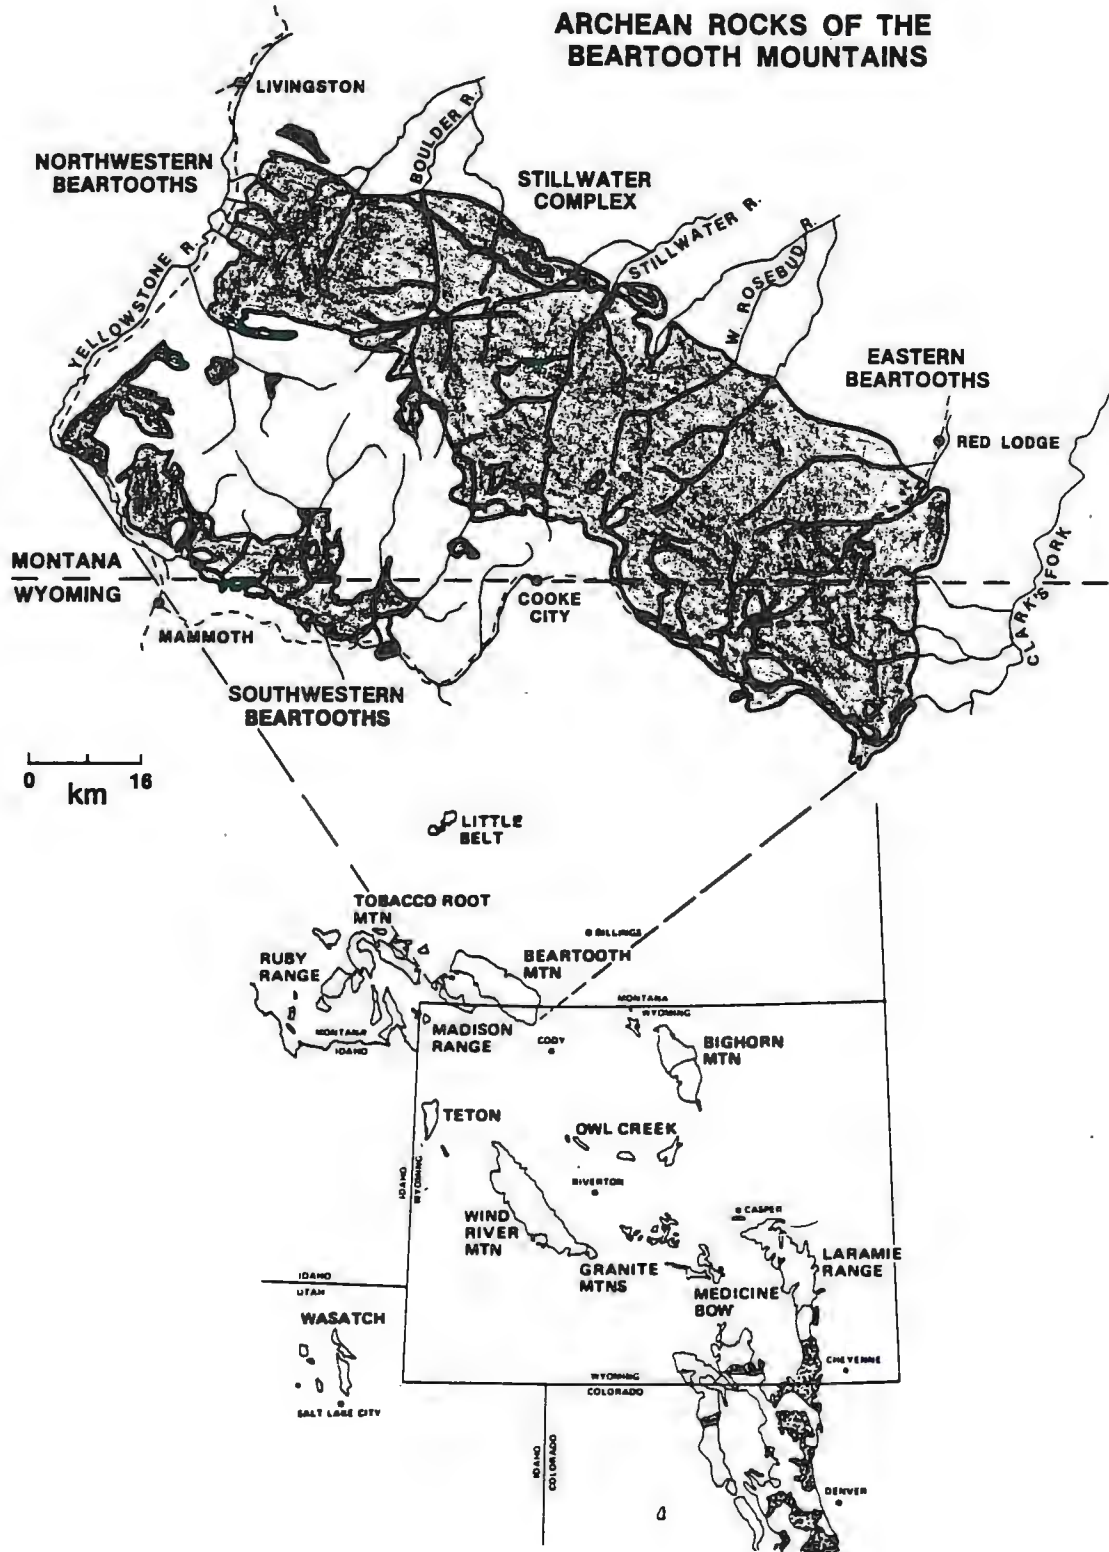 ARCHEAN ROCKS OF THE
BEARTOOTH MOUNTAINS
LIVINGSTON
NORTHWESTERN
BEARTOOTHS
BOULDER R.
STILLWATER
COMPLEX
STILLWATER R.
W. ROSEBUD R.
YELLOWSTONE R.
EASTERN
BEARTOOTHS
RED LODGE
CLARK'S FORK
MONTANA
WYOMING
COOKE
CITY
MAMMOTH
SOUTHWESTERN
BEARTOOTHS
0 16
km
LITTLE
BELT
TOBACCO ROOT
MTN
BILLINGS
RUBY
RANGE
BEARTOOTH
MTN
MONTANA
WYOMING
MONTANA
IDAHO
MADISON
RANGE
CODY
BIGHORN
MTN
TETON
OWL CREEK
IDAHO
WYOMING
RIVERTON
WIND
RIVER
MTN
CASPER
GRANITE
MTNS
LARAMIE
RANGE
MEDICINE
BOW
IDAHO
UTAH
WASATCH
CHEYENNE
WYOMING
COLORADO
SALT LAKE CITY
IDAHO
COLORADO
DENVER